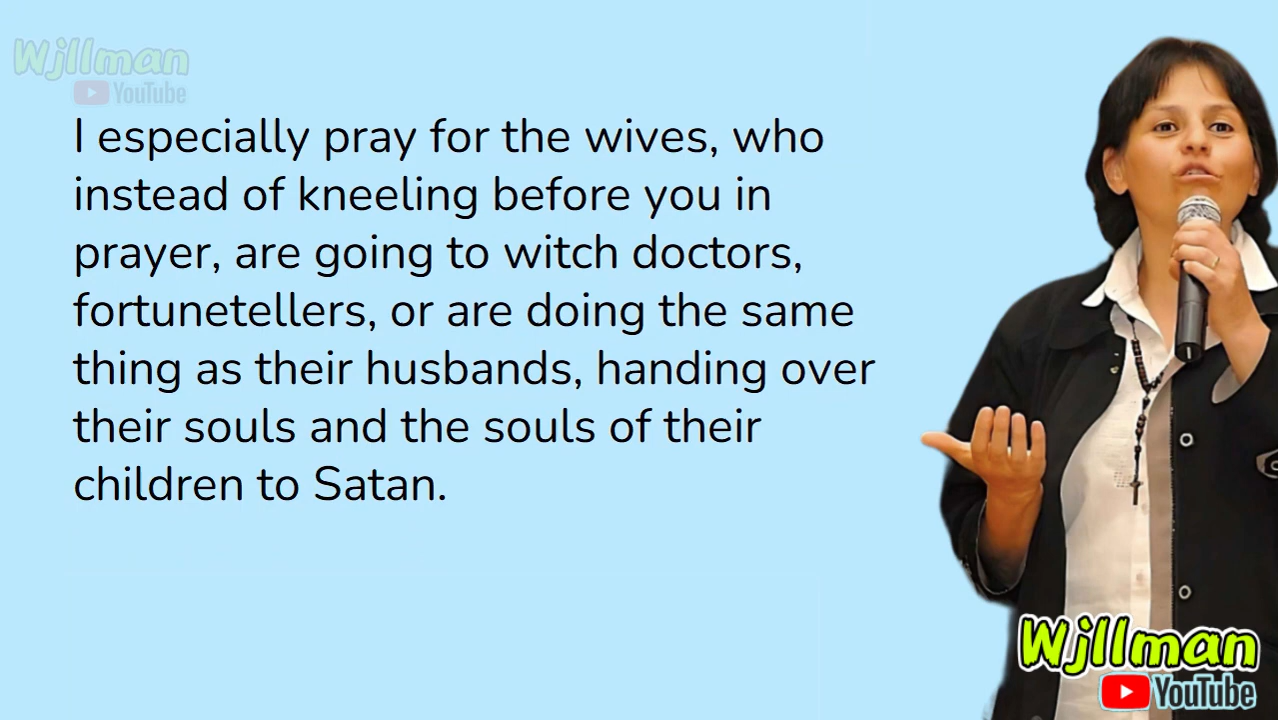 Wjllman
YouTube
I especially pray for the wives, who
instead of kneeling before you in
prayer, are going to witch doctors,
fortunetellers, or are doing the same
thing as their husbands, handing over
their souls and the souls of their
children to Satan.
Wjllman
YouTube